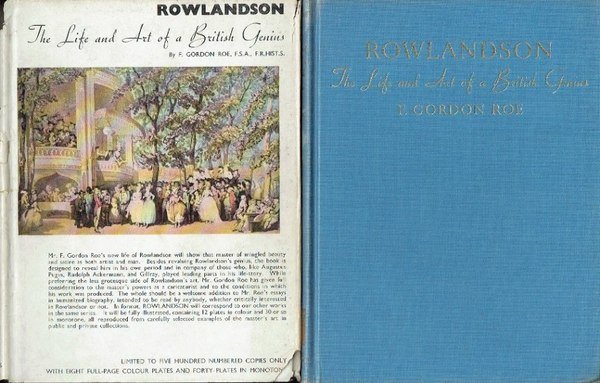 ROWLANDSON
The Life and Art of a British Genius
By F. GORDON ROE, F.S.A., F.R.HIST.S.
Mr. F. Gordon Roe's new life of Rowlandson will show that master of mingled beauty
and satire as both artist and man. Besides revaluing Rowlandson's genius, the book is
designed to reveal him in his own period and in company of those who, like Augustus
Pugin, Rudolph Ackermann, and Gillray, played leading parts in his life-story. While
preferring the less grotesque side of Rowlandson's art, Mr. Gordon Roe has given full
consideration to the master's powers as a caricaturist and to the conditions in which
his work was produced. The whole should be a welcome addition to Mr. Roe's essays
in humanized biography, intended to be read by anybody, whether critically interested
in Rowlandson or not. In format, ROWLANDSON will correspond to our other works
in the same series. It will be fully illustrated, containing 12 plates in colour and 30 or so
in monotone, all reproduced from carefully selected examples of the master's art in
public and private collections.
LIMITED TO FIVE HUNDRED NUMBERED COPIES ONLY
WITH EIGHT FULL-PAGE COLOUR PLATES AND FORTY PLATES IN MONOTONE
ROWLANDSON
The Life and Art of a British Genius
F. GORDON ROE